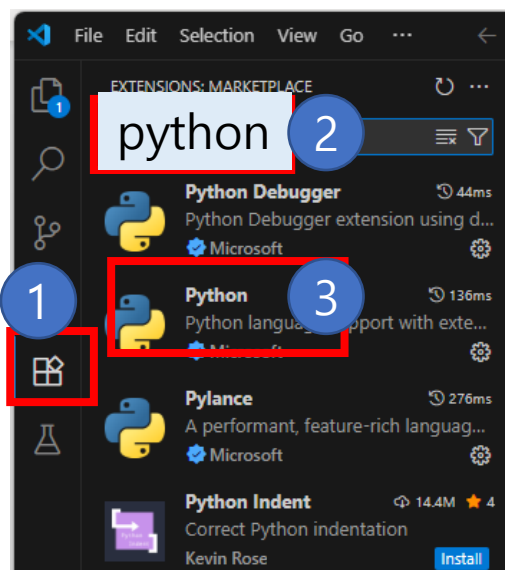 File Edit Selection View Go ...
1
EXTENSIONS: MARKETPLACE ...
python 2
Python Debugger 44ms
Python Debugger extension using d...
Microsoft
1
Python 3 136ms
Python language support with exte...
Microsoft
Pylance 276ms
A performant, feature-rich languag...
Microsoft
Python Indent 14.4M 4
Correct Python indentation
Kevin Rose Install